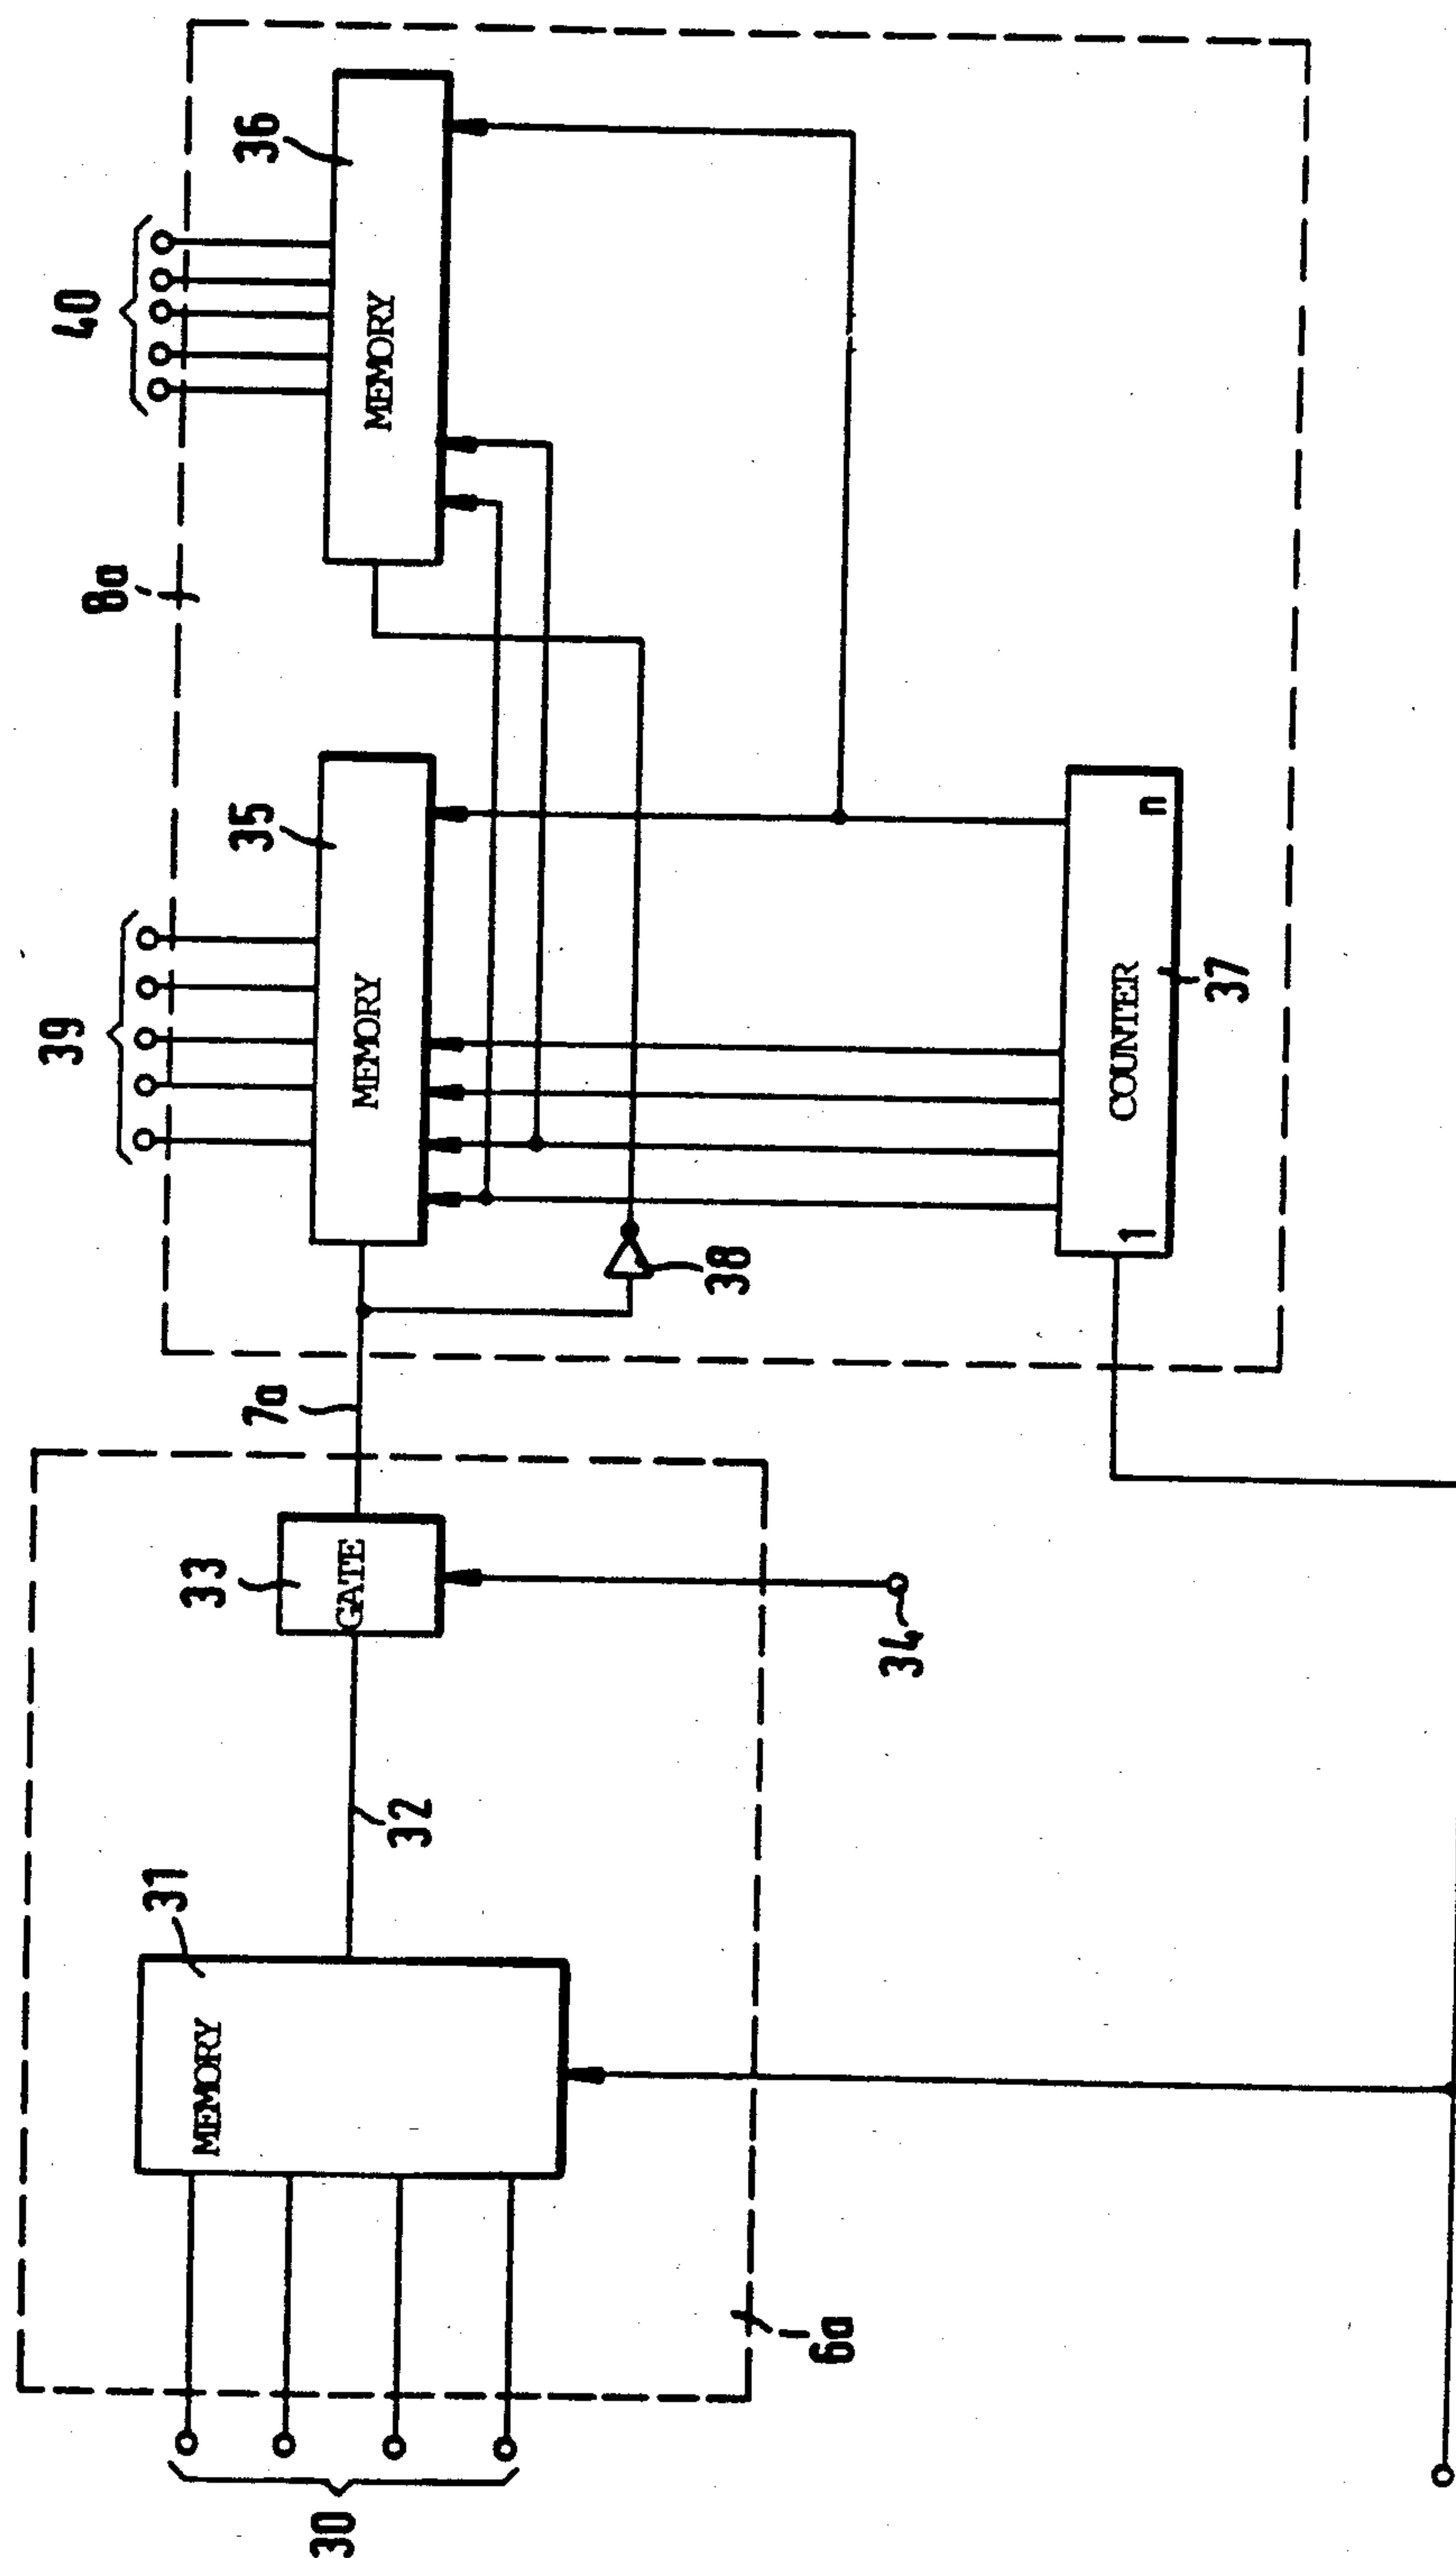 30
MEMORY
31
32
GATE
33
34
6a
7a
8a
39
MEMORY
35
40
MEMORY
36
38
1
COUNTER
n
37